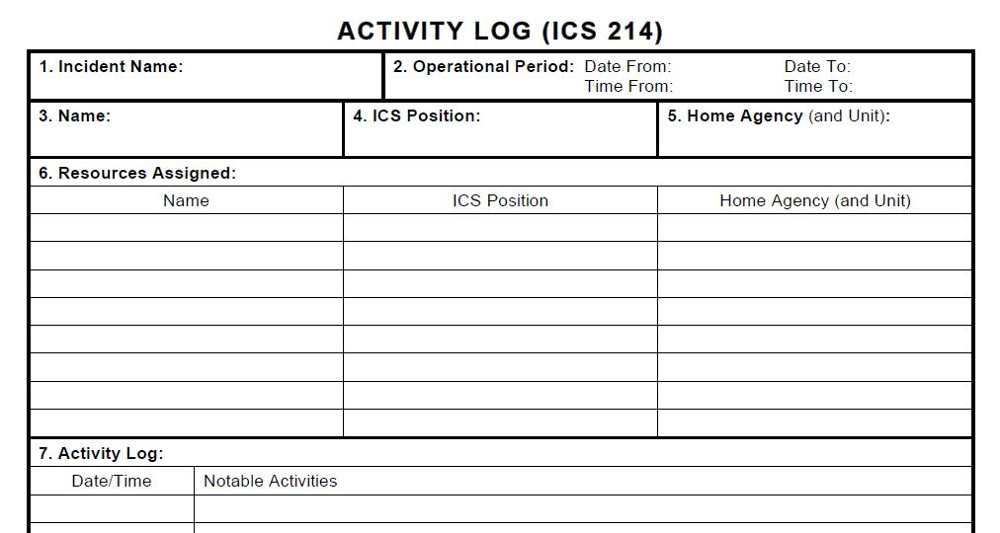 ACTIVITY LOG (ICS 214)
1. Incident Name:
2. Operational Period: Date From: Date To:
Time From: Time To:
3. Name:
4. ICS Position:
5. Home Agency (and Unit):
6. Resources Assigned:
Name ICS Position Home Agency (and Unit)
7. Activity Log:
Date/Time Notable Activities